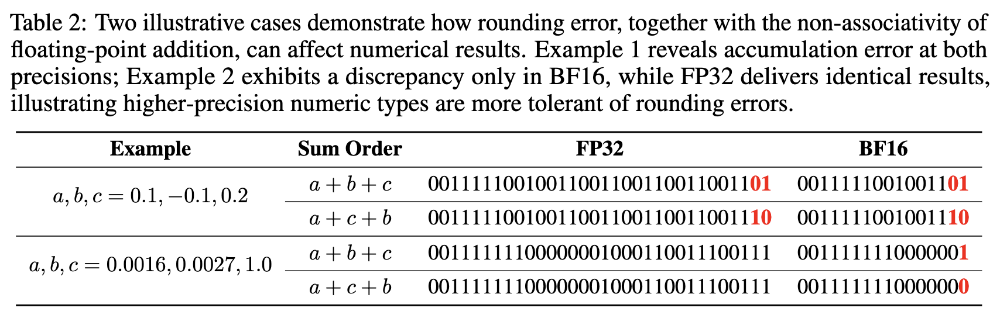 Table 2: Two illustrative cases demonstrate how rounding error, together with the non-associativity of
floating-point addition, can affect numerical results. Example 1 reveals accumulation error at both
precisions; Example 2 exhibits a discrepancy only in BF16, while FP32 delivers identical results,
illustrating higher-precision numeric types are more tolerant of rounding errors.
Example Sum Order FP32 BF16
a, b, c = 0.1, −0.1, 0.2
a + b + c 00111110010011001100110011001101 0011111001001101
a + c + b 00111110010011001100110011001110 0011111001001110
a, b, c = 0.0016, 0.0027, 1.0
a + b + c 00111111100000001000110011100111 0011111110000001
a + c + b 00111111100000001000110011100111 0011111110000000